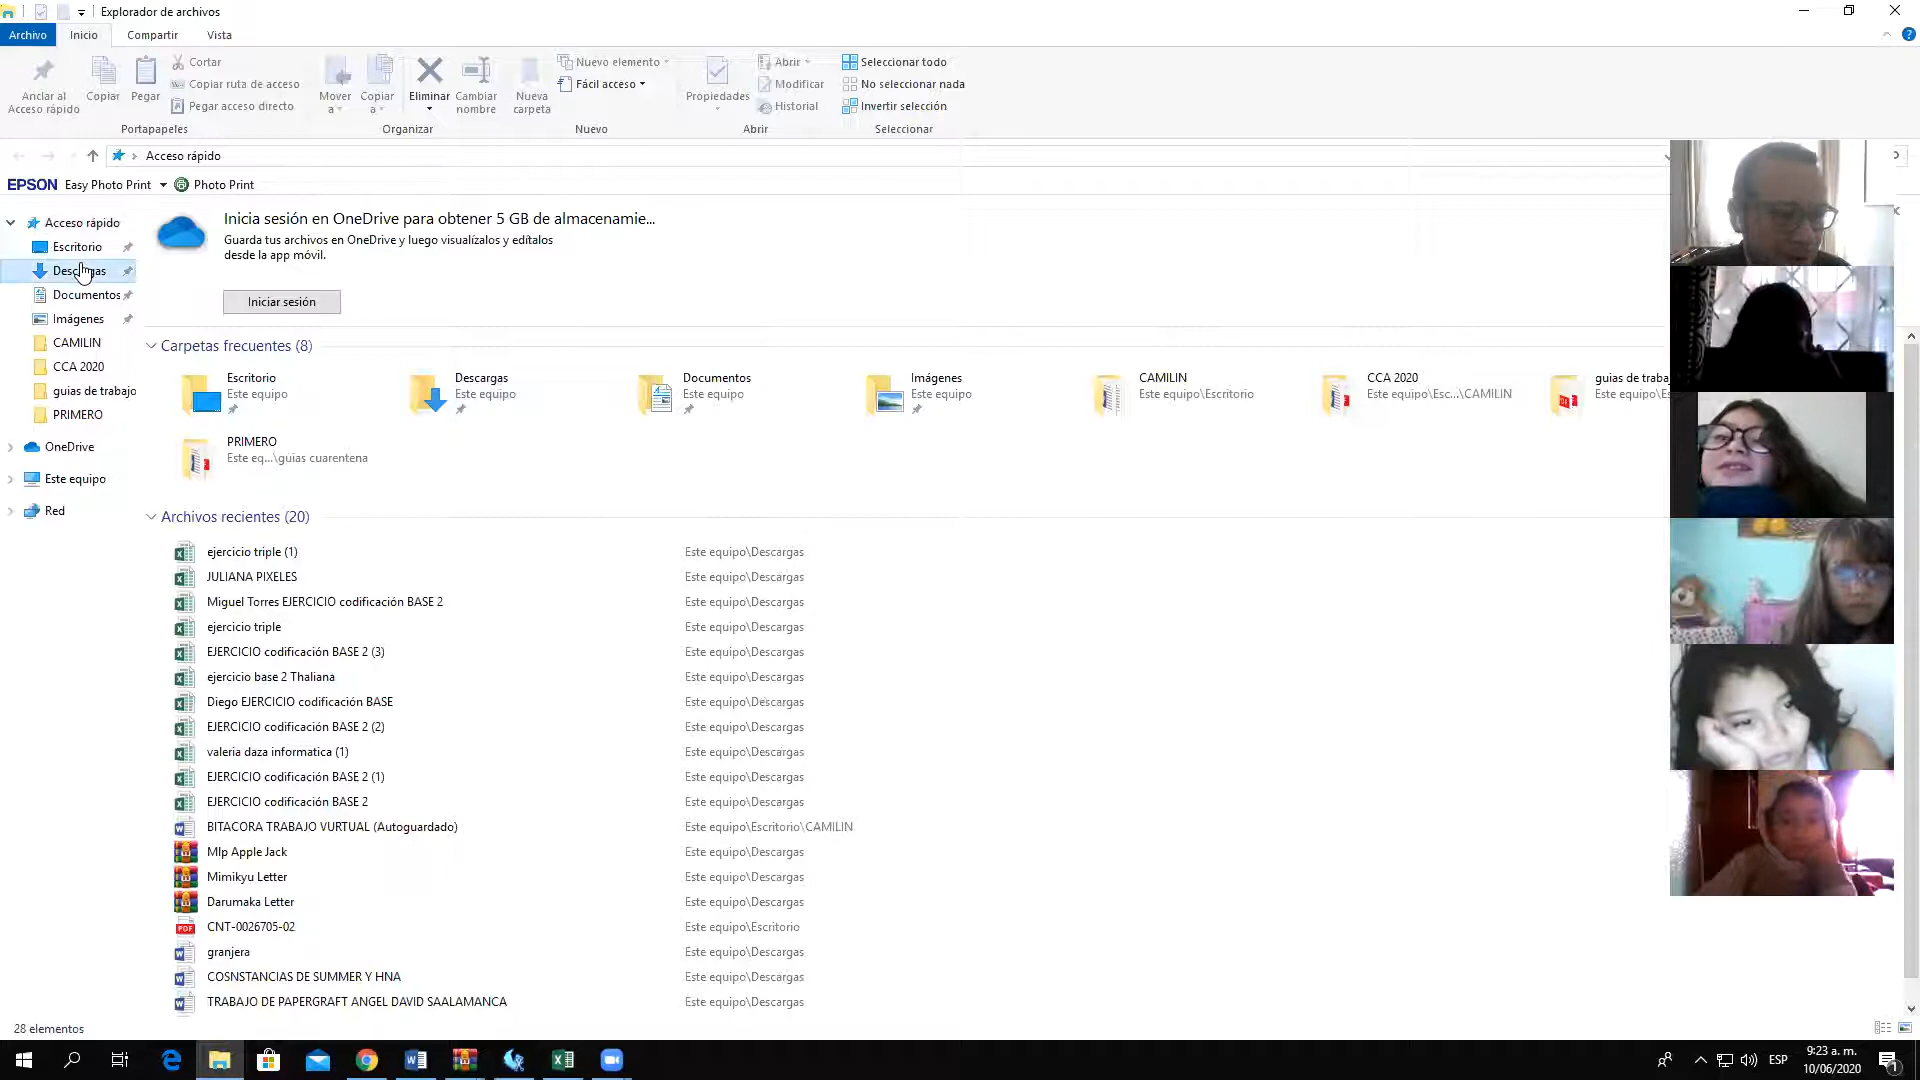 Explorador de archivos
Archivo Inicio Compartir Vista
Anclar al Acceso rápido
Copiar
Pegar
Cortar
Copiar ruta de acceso
Pegar acceso directo
Portapapeles
Mover a
Copiar a
Eliminar
Cambiar nombre
Organizar
Nueva carpeta
Nuevo elemento
Fácil acceso
Nuevo
Propiedades
Abrir
Modificar
Historial
Abrir
Seleccionar todo
No seleccionar nada
Invertir selección
Seleccionar
Acceso rápido
EPSON Easy Photo Print Photo Print
Acceso rápido
Escritorio
Descargas
Documentos
Imágenes
CAMILIN
CCA 2020
guias de trabajo
PRIMERO
OneDrive
Este equipo
Red
Inicia sesión en OneDrive para obtener 5 GB de almacenamie...
Guarda tus archivos en OneDrive y luego visualízalos y edítalos
desde la app móvil.
Iniciar sesión
Carpetas frecuentes (8)
Escritorio
Este equipo
Descargas
Este equipo
Documentos
Este equipo
Imágenes
Este equipo
CAMILIN
Este equipo\Escritorio
CCA 2020
Este equipo\Esc...\CAMILIN
guias de traba
Este equipo\Es
PRIMERO
Este eq...\guias cuarentena
Archivos recientes (20)
ejercicio triple (1) Este equipo\Descargas
JULIANA PIXELES Este equipo\Descargas
Miguel Torres EJERCICIO codificación BASE 2 Este equipo\Descargas
ejercicio triple Este equipo\Descargas
EJERCICIO codificación BASE 2 (3) Este equipo\Descargas
ejercicio base 2 Thaliana Este equipo\Descargas
Diego EJERCICIO codificación BASE Este equipo\Descargas
EJERCICIO codificación BASE 2 (2) Este equipo\Descargas
valeria daza informatica (1) Este equipo\Descargas
EJERCICIO codificación BASE 2 (1) Este equipo\Descargas
EJERCICIO codificación BASE 2 Este equipo\Descargas
BITACORA TRABAJO VURTUAL (Autoguardado) Este equipo\Escritorio\CAMILIN
Mlp Apple Jack Este equipo\Descargas
Mimikyu Letter Este equipo\Descargas
Darumaka Letter Este equipo\Descargas
CNT-0026705-02 Este equipo\Escritorio
granjera Este equipo\Descargas
COSNSTANCIAS DE SUMMER Y HNA Este equipo\Descargas
TRABAJO DE PAPERGRAFT ANGEL DAVID SAALAMANCA Este equipo\Descargas
28 elementos
ESP
9:23 a. m.
10/06/2020
1